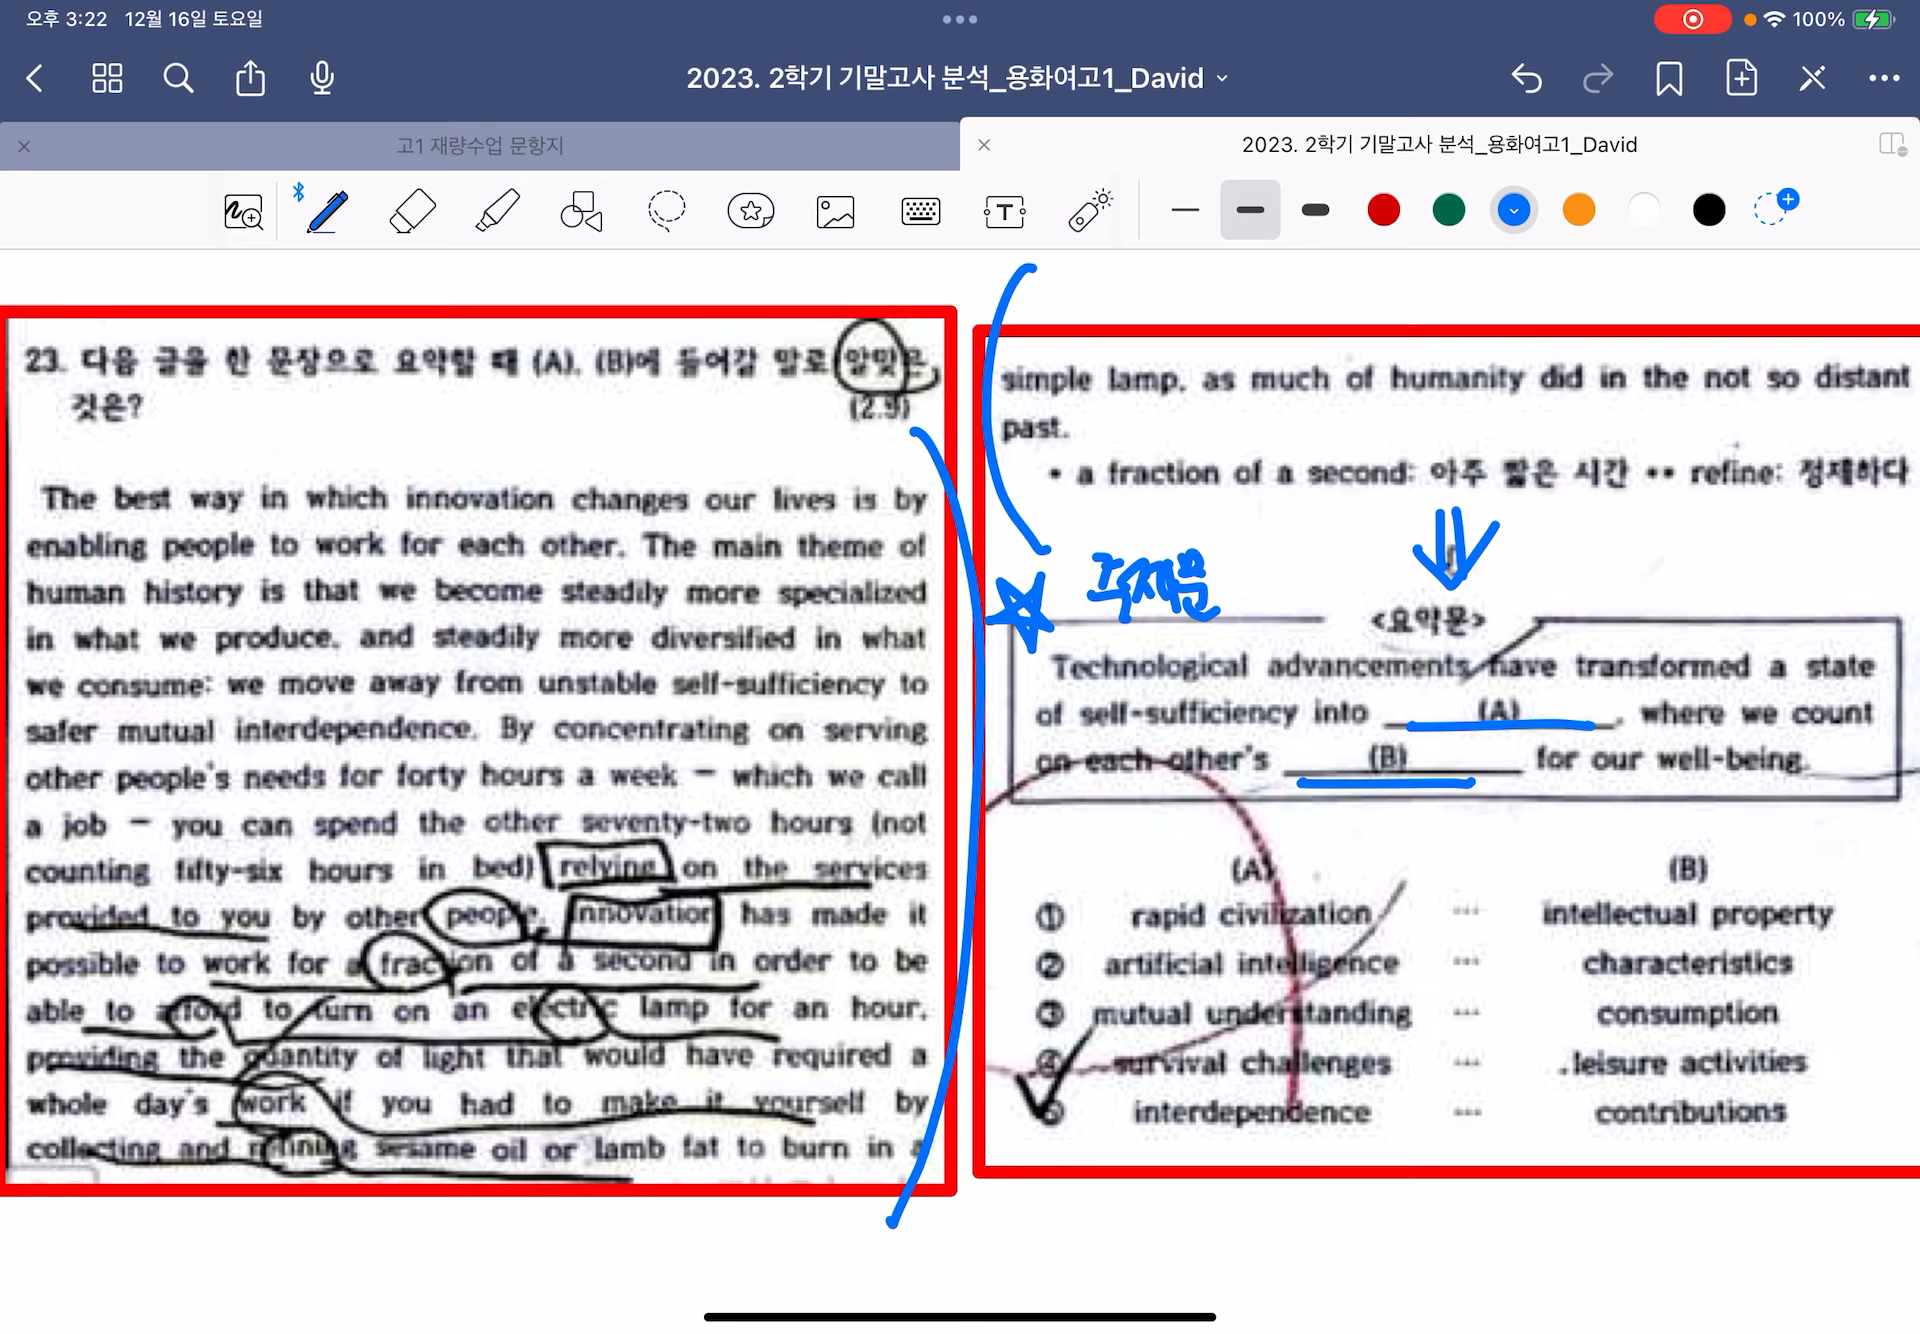 오후 3:22 12월 16일 토요일
100%
2023. 2학기 기말고사 분석_용화여고1_David
고1 재량수업 문항지
2023. 2학기 기말고사 분석_용화여고1_David
23. 다음 글을 한 문장으로 요약할 때 (A), (B)에 들어갈 말로 알맞은
것은?
The best way in which innovation changes our lives is by
enabling people to work for each other. The main theme of
human history is that we become steadily more specialized
in what we produce, and steadily more diversified in what
we consume: we move away from unstable self-sufficiency to
safer mutual interdependence. By concentrating on serving
other people's needs for forty hours a week — which we call
a job — you can spend the other seventy-two hours (not
counting fifty-six hours in bed) relying on the services
provided to you by other people. Innovation has made it
possible to work for a fraction of a second in order to be
able to afford to turn on an electric lamp for an hour,
providing the quantity of light that would have required a
whole day's work if you had to make it yourself by
collecting and refining sesame oil or lamb fat to burn in a
simple lamp, as much of humanity did in the not so distant
past.
• a fraction of a second: 아주 짧은 시간 •• refine: 정제하다
주제문
<요약문>
Technological advancements have transformed a state
of self-sufficiency into (A), where we count
on each other's (B) for our well-being.
(A) (B)
① rapid civilization ··· intellectual property
② artificial intelligence ··· characteristics
③ mutual understanding ··· consumption
④ survival challenges ··· leisure activities
⑤ interdependence ··· contributions